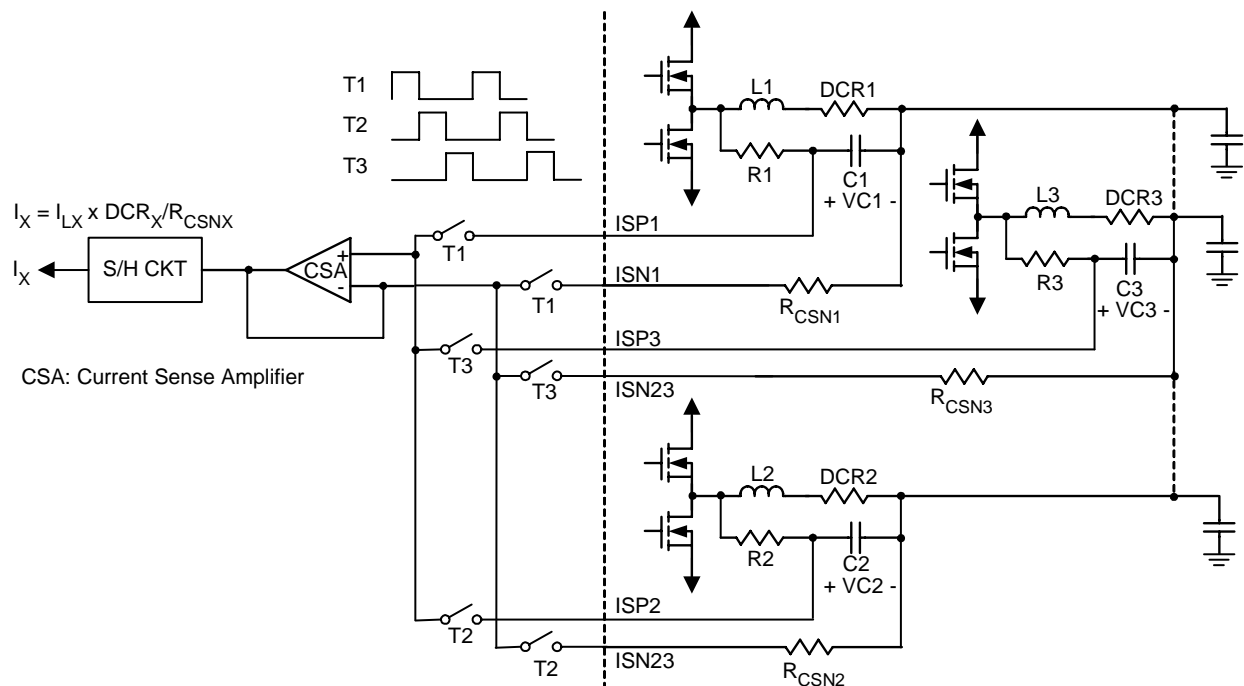 T1
T2
T3
I_X = I_LX x DCR_X/R_CSNX
I_X
S/H CKT
CSA
+
-
CSA: Current Sense Amplifier
T1
T1
T3
T3
T2
T2
ISP1
ISN1
ISP3
ISN23
ISP2
ISN23
L1
DCR1
R1
C1
+ VC1 -
R_CSN1
L3
DCR3
R3
C3
+ VC3 -
R_CSN3
L2
DCR2
R2
C2
+ VC2 -
R_CSN2